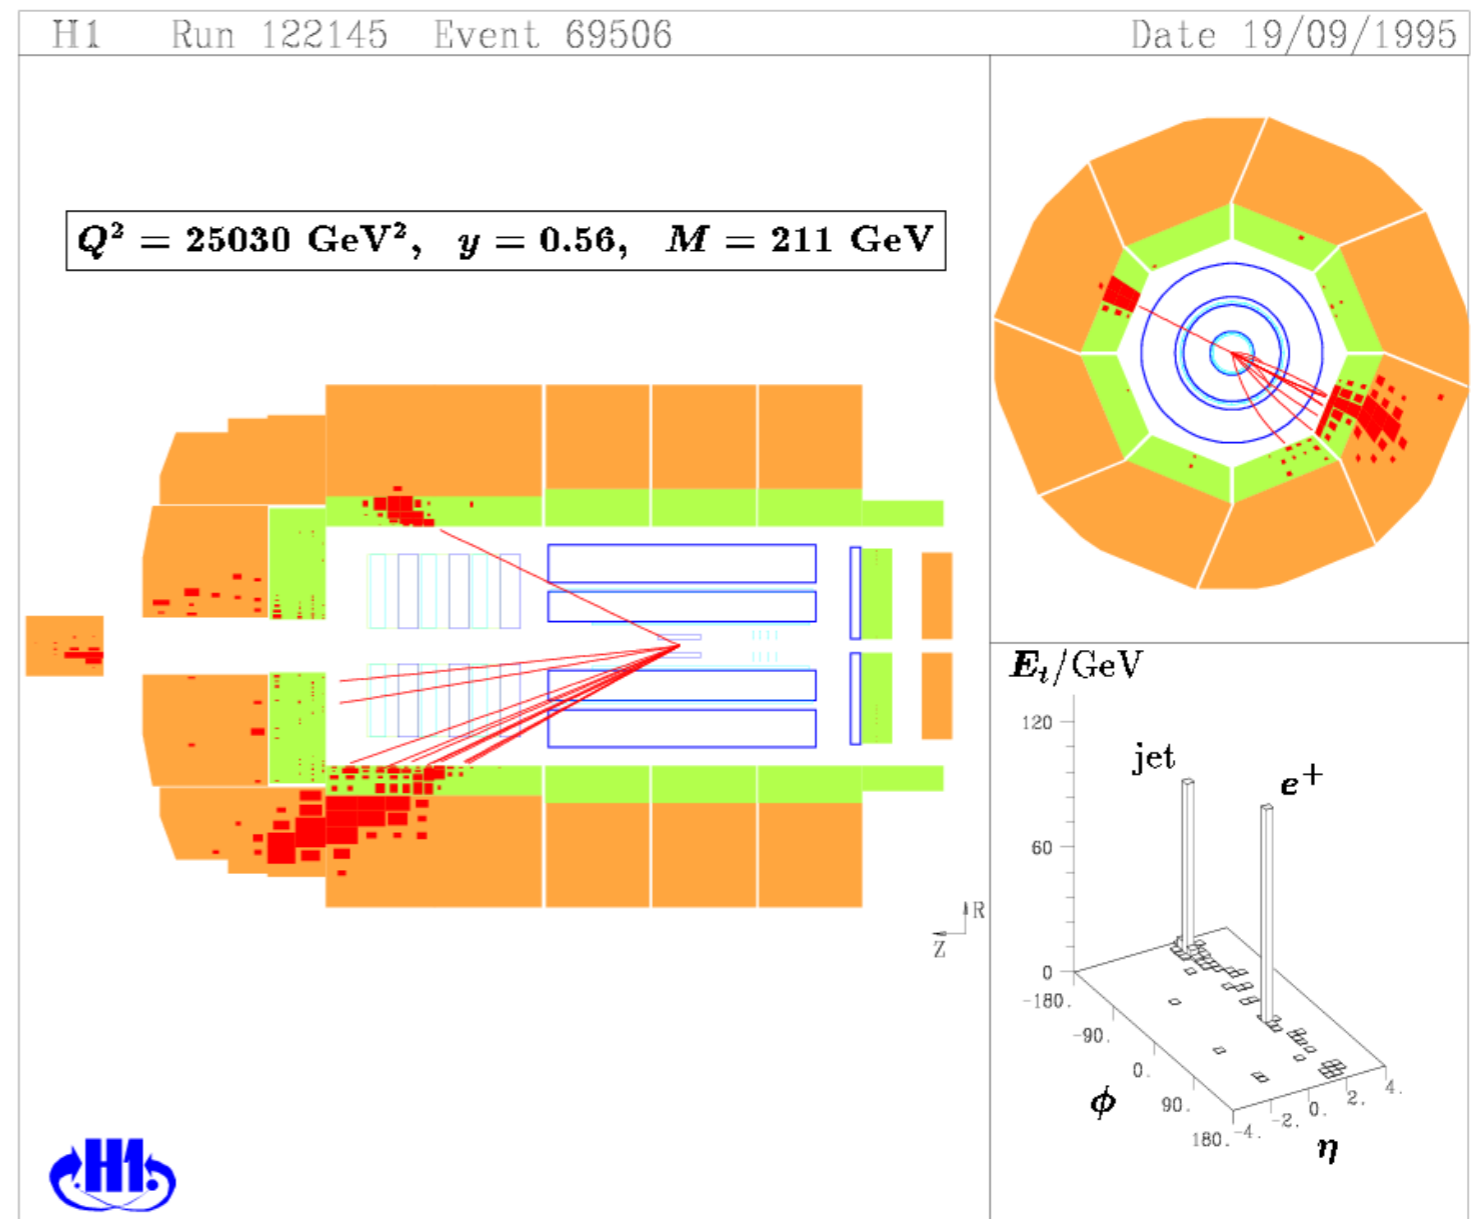 H1 Run 122145 Event 69506 Date 19/09/1995
Q² = 25030 GeV², y = 0.56, M = 211 GeV
R
Z
E_t/GeV
120
jet
e⁺
60
0
-180.
-90.
0.
90.
180.
ϕ
-4.
-2.
0.
2.
4.
η
H1